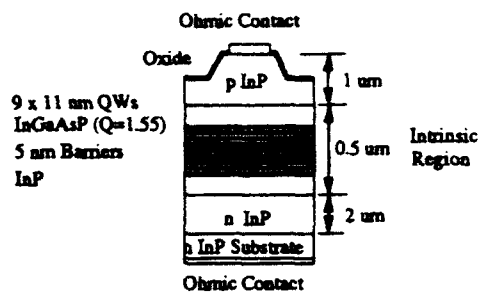 Ohmic Contact
Oxide
p InP
1 um
9 x 11 nm QWs
InGaAsP (Q=1.55)
5 nm Barriers
InP
0.5 um
Intrinsic
Region
n InP
2 um
n InP Substrate
Ohmic Contact